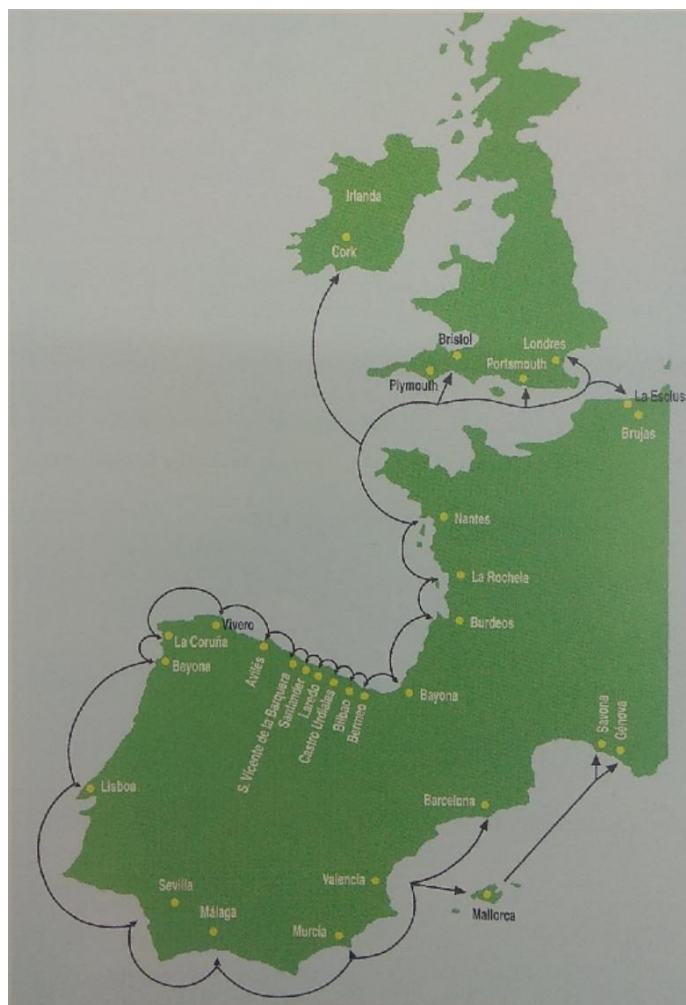 Irlanda
Cork
Bristol
Londres
Plymouth
Portsmouth
La Esclus
Brujas
Nantes
La Rochela
Burdeos
Vivero
La Coruña
Bayona
Avilés
S. Vicente de la Barquera
Santander
Laredo
Castro Urdiales
Bilbao
Bermeo
Bayona
Savona
Génova
Lisboa
Barcelona
Valencia
Sevilla
Málaga
Murcia
Mallorca